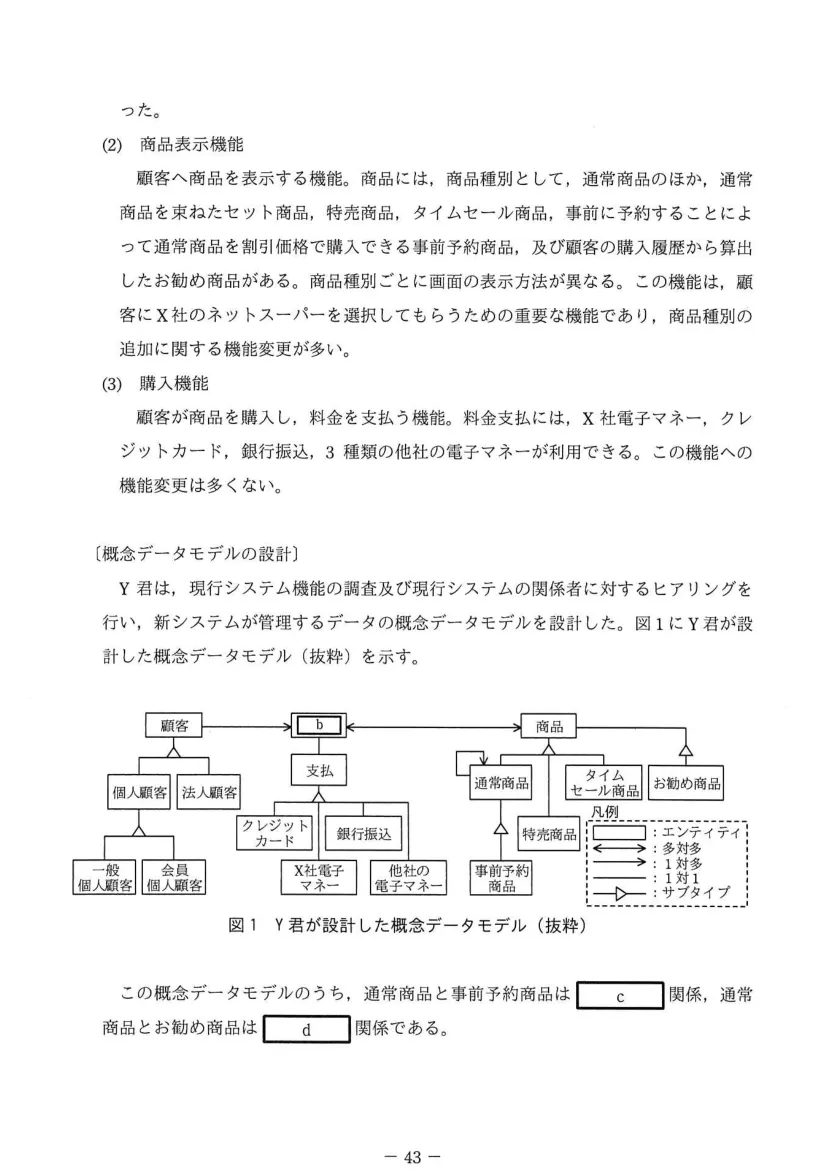 った。
(2) 商品表示機能
顧客へ商品を表示する機能。商品には，商品種別として，通常商品のほか，通常
商品を束ねたセット商品，特売商品，タイムセール商品，事前に予約することによ
って通常商品を割引価格で購入できる事前予約商品，及び顧客の購入履歴から算出
したお勧め商品がある。商品種別ごとに画面の表示方法が異なる。この機能は，顧
客にX社のネットスーパーを選択してもらうための重要な機能であり，商品種別の
追加に関する機能変更が多い。
(3) 購入機能
顧客が商品を購入し，料金を支払う機能。料金支払には，X 社電子マネー，クレ
ジットカード，銀行振込，3 種類の他社の電子マネーが利用できる。この機能への
機能変更は多くない。
〔概念データモデルの設計〕
Y 君は，現行システム機能の調査及び現行システムの関係者に対するヒアリングを
行い，新システムが管理するデータの概念データモデルを設計した。図1にY君が設
計した概念データモデル（抜粋）を示す。
顧客
b
商品
支払
個人顧客
法人顧客
通常商品
タイム
セール商品
お勧め商品
クレジット
カード
銀行振込
特売商品
一般
個人顧客
会員
個人顧客
X社電子
マネー
他社の
電子マネー
事前予約
商品
凡例
：エンティティ
：多対多
：1対多
：1対1
：サブタイプ
図1 Y君が設計した概念データモデル（抜粋）
この概念データモデルのうち，通常商品と事前予約商品は c 関係，通常
商品とお勧め商品は d 関係である。
－ 43 －